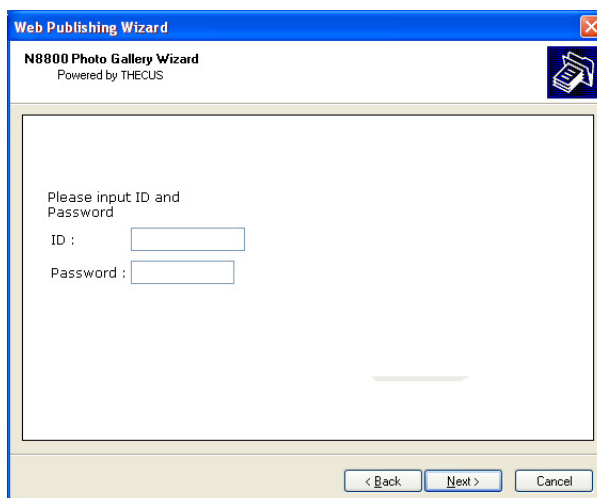 Web Publishing Wizard
N8800 Photo Gallery Wizard
Powered by THECUS
Please input ID and
Password
ID :
Password :
< Back Next > Cancel